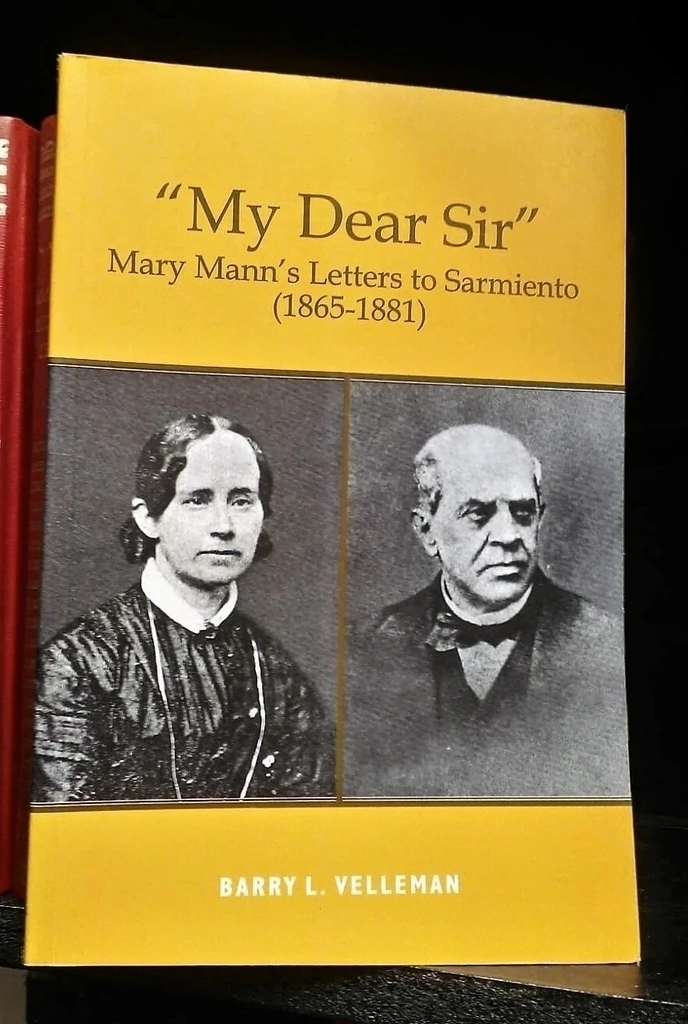 "My Dear Sir"
Mary Mann's Letters to Sarmiento
(1865-1881)
BARRY L. VELLEMAN